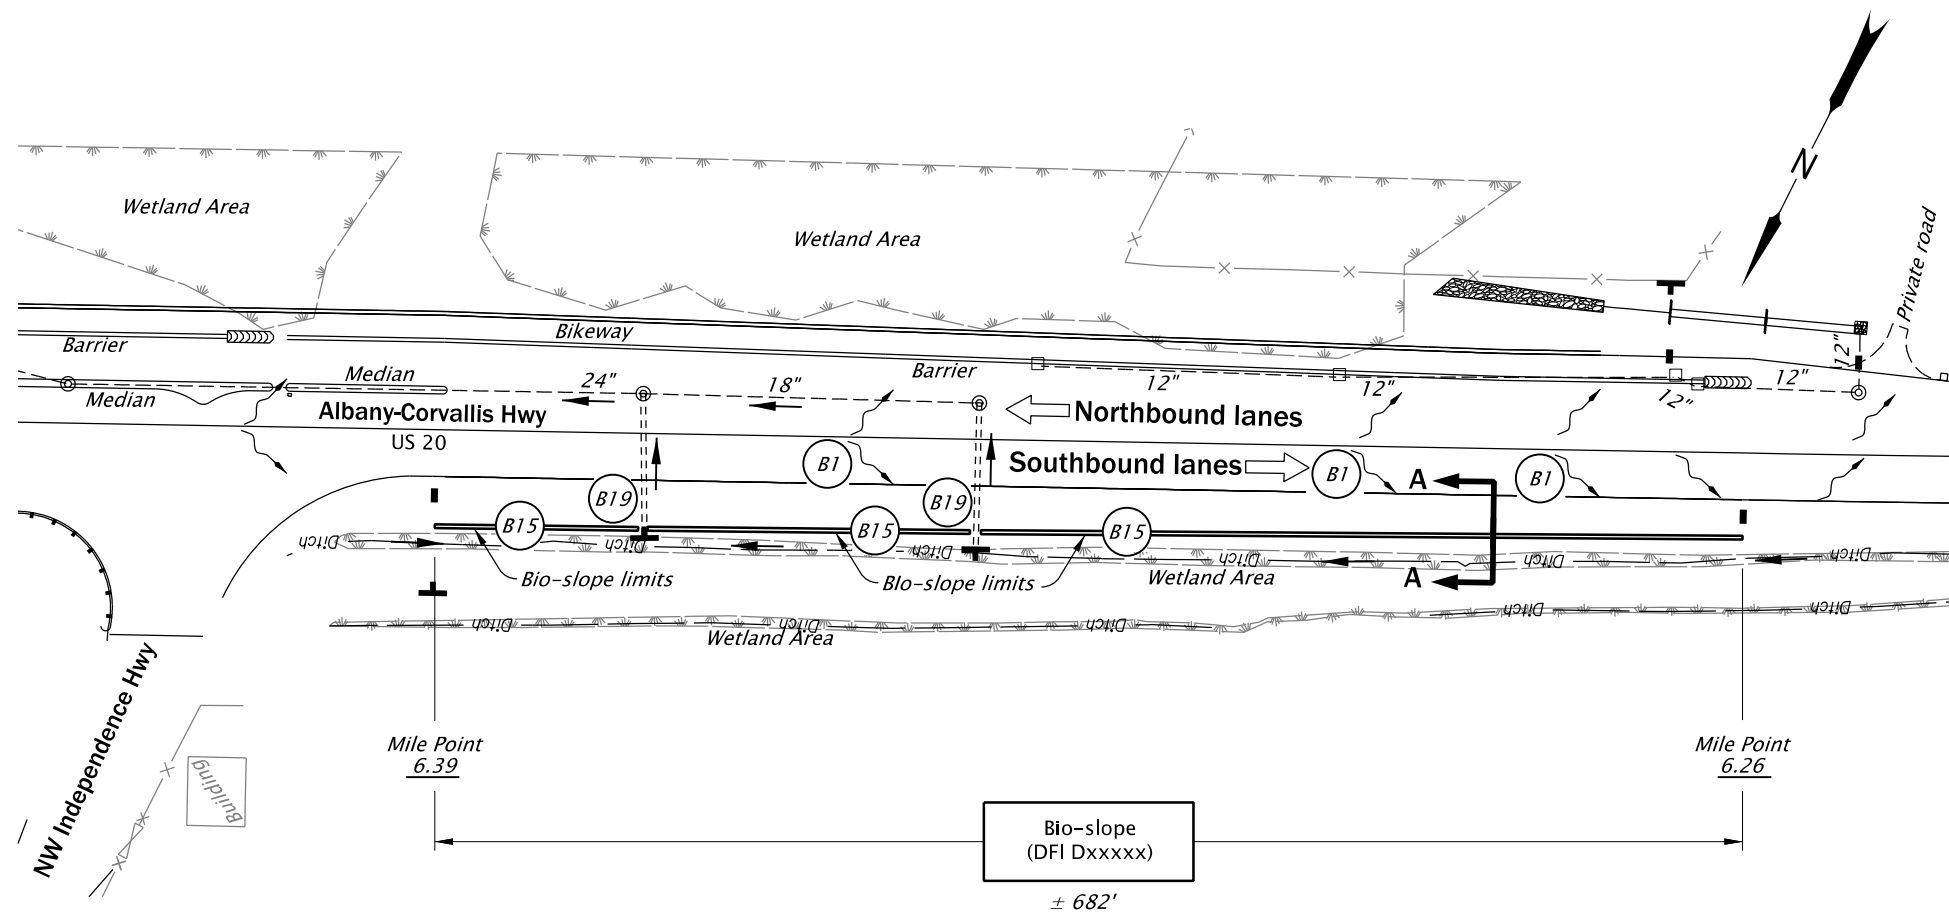 N
Private road
Wetland Area
Wetland Area
Bikeway
Barrier
Barrier
Median
Median
24"
18"
12"
12"
12"
12"
12"
Albany-Corvallis Hwy
US 20
Northbound lanes
Southbound lanes
B1
B1
B1
A
B19
B19
B15
B15
B15
Ditch
Ditch
Ditch
Ditch
Ditch
Ditch
Bio-slope limits
BIo-slope limits
Wetland Area
A
Ditch
Ditch
Ditch
Ditch
Ditch
Wetland Area
NW Independence Hwy
Building
Mile Point
6.39
Mile Point
6.26
Bio-slope
(DFI Dxxxxx)
± 682'